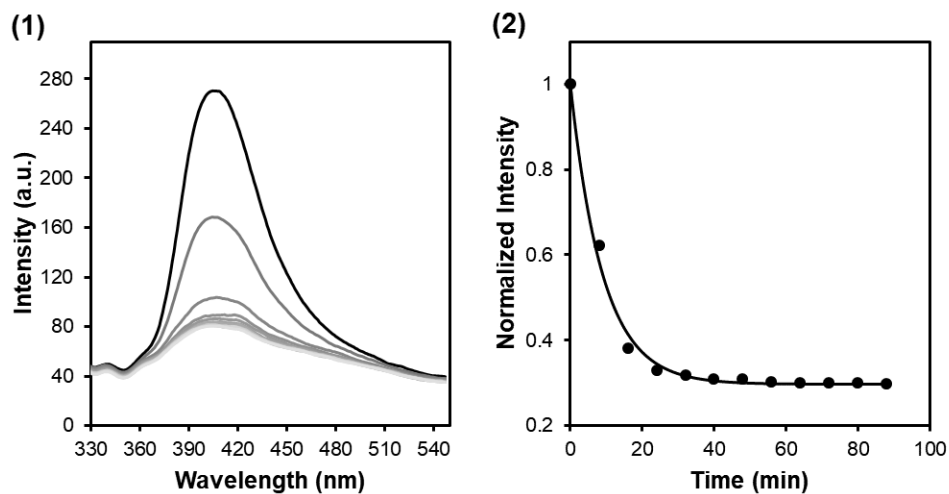 (1)
Intensity (a.u.)
280
240
200
160
120
80
40
0
330 360 390 420 450 480 510 540
Wavelength (nm)
(2)
Normalized Intensity
1
0.8
0.6
0.4
0.2
0 20 40 60 80 100
Time (min)